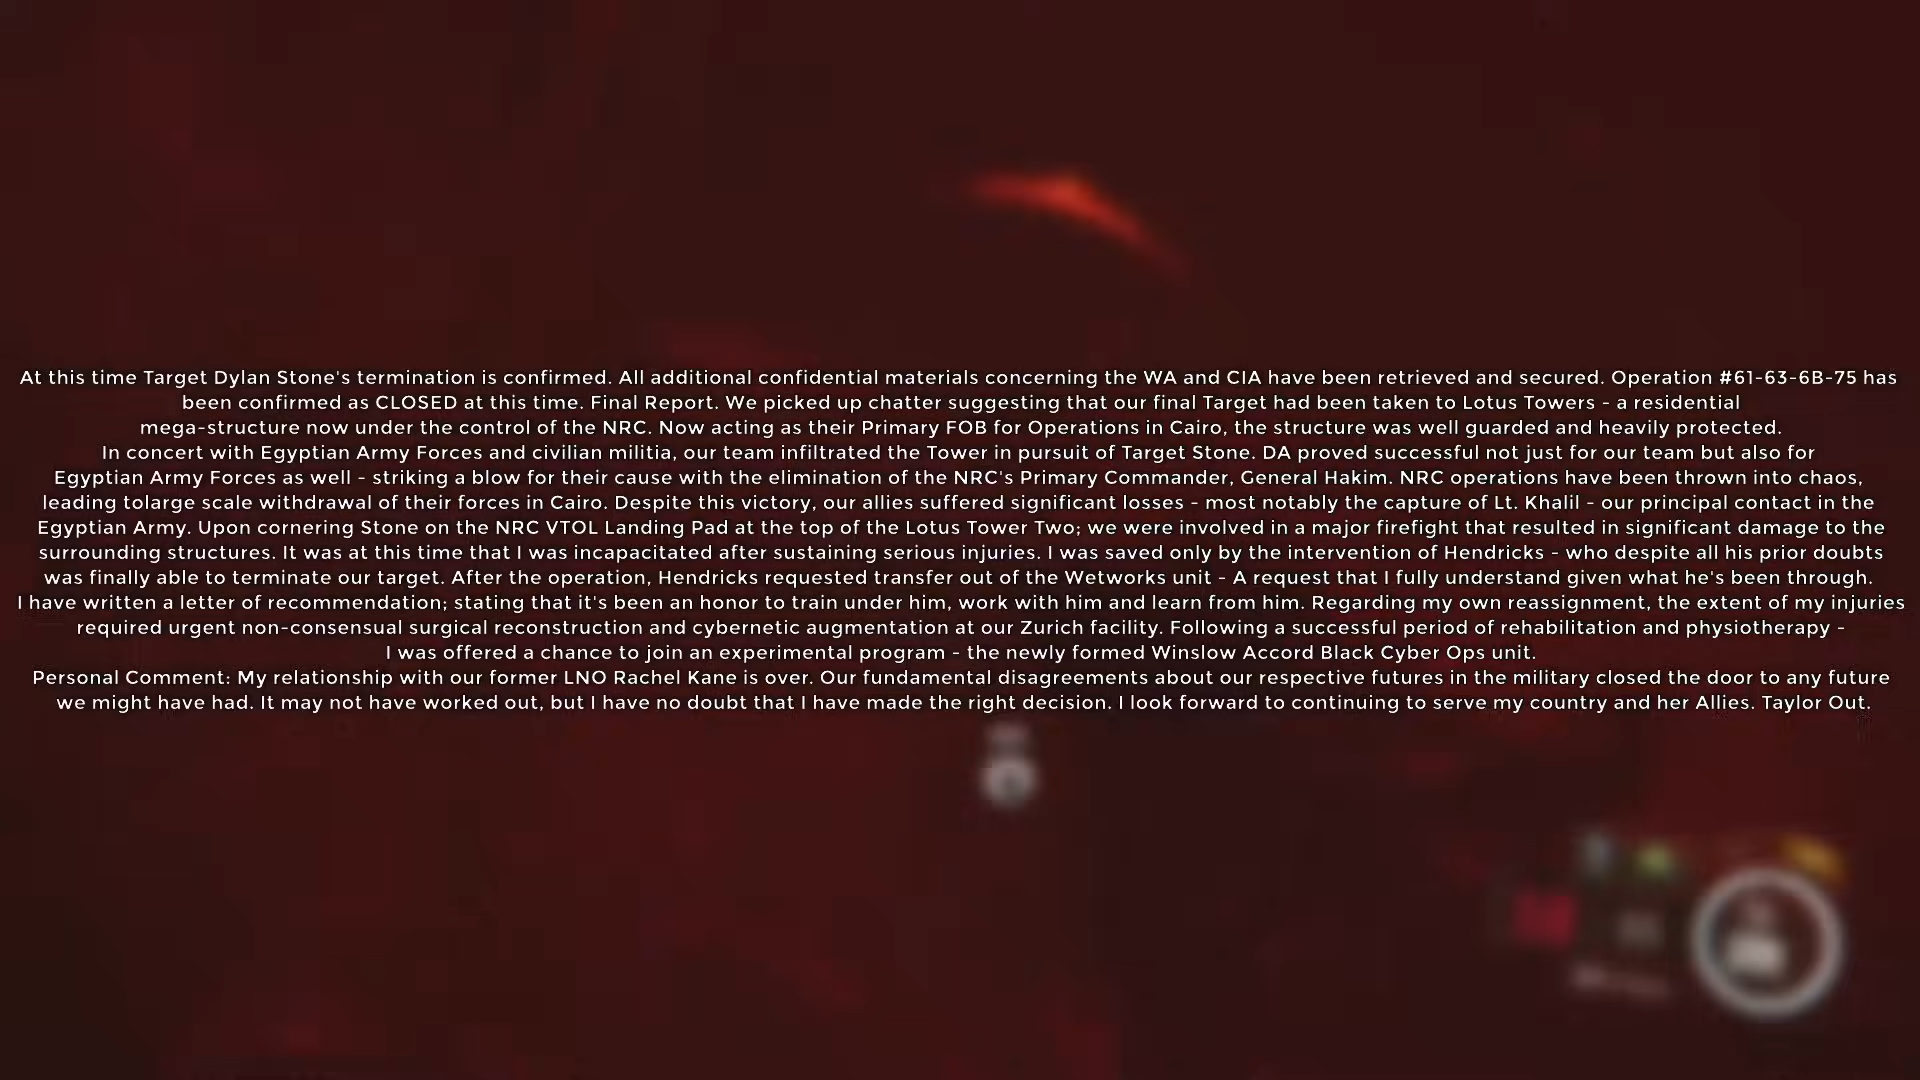 At this time Target Dylan Stone's termination is confirmed. All additional confidential materials concerning the WA and CIA have been retrieved and secured. Operation #61-63-6B-75 has
been confirmed as CLOSED at this time. Final Report. We picked up chatter suggesting that our final Target had been taken to Lotus Towers - a residential
mega-structure now under the control of the NRC. Now acting as their Primary FOB for Operations in Cairo, the structure was well guarded and heavily protected.
In concert with Egyptian Army Forces and civilian militia, our team infiltrated the Tower in pursuit of Target Stone. DA proved successful not just for our team but also for
Egyptian Army Forces as well - striking a blow for their cause with the elimination of the NRC's Primary Commander, General Hakim. NRC operations have been thrown into chaos,
leading tolarge scale withdrawal of their forces in Cairo. Despite this victory, our allies suffered significant losses - most notably the capture of Lt. Khalil - our principal contact in the
Egyptian Army. Upon cornering Stone on the NRC VTOL Landing Pad at the top of the Lotus Tower Two; we were involved in a major firefight that resulted in significant damage to the
surrounding structures. It was at this time that I was incapacitated after sustaining serious injuries. I was saved only by the intervention of Hendricks - who despite all his prior doubts
was finally able to terminate our target. After the operation, Hendricks requested transfer out of the Wetworks unit - A request that I fully understand given what he's been through.
I have written a letter of recommendation; stating that it's been an honor to train under him, work with him and learn from him. Regarding my own reassignment, the extent of my injuries
required urgent non-consensual surgical reconstruction and cybernetic augmentation at our Zurich facility. Following a successful period of rehabilitation and physiotherapy -
I was offered a chance to join an experimental program - the newly formed Winslow Accord Black Cyber Ops unit.
Personal Comment: My relationship with our former LNO Rachel Kane is over. Our fundamental disagreements about our respective futures in the military closed the door to any future
we might have had. It may not have worked out, but I have no doubt that I have made the right decision. I look forward to continuing to serve my country and her Allies. Taylor Out.